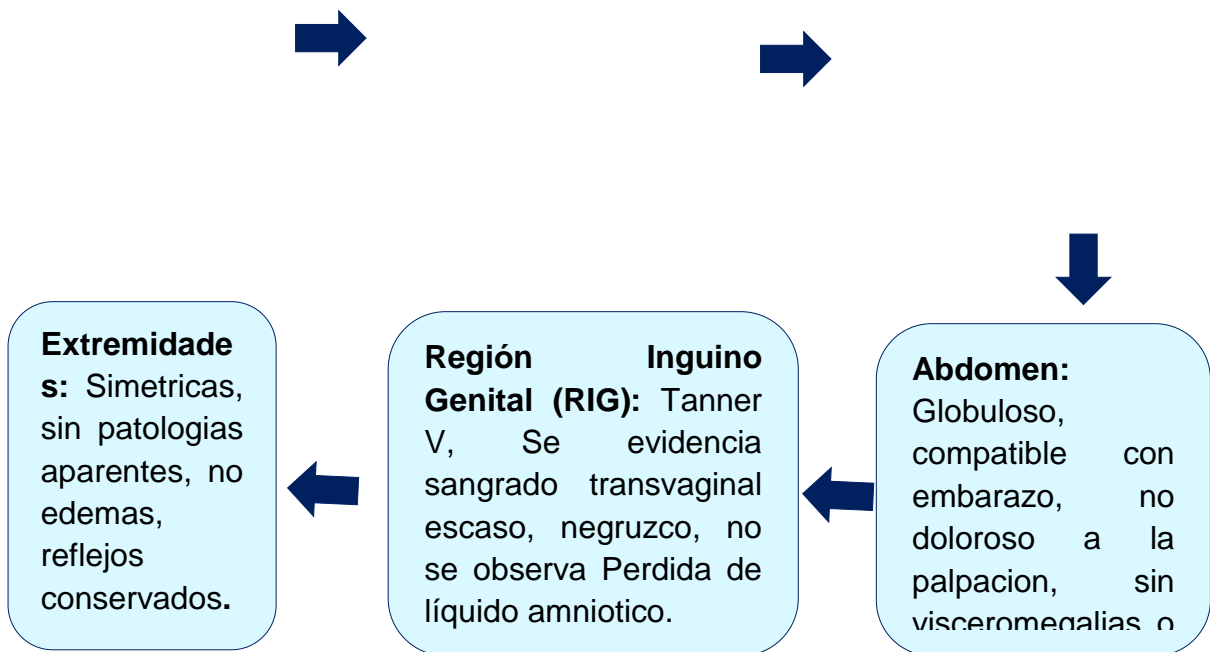 Extremidade
s: Simetricas,
sin patologias
aparentes, no
edemas,
reflejos
conservados.
Región Inguino
Genital (RIG): Tanner
V, Se evidencia
sangrado transvaginal
escaso, negruzco, no
se observa Perdida de
líquido amniotico.
Abdomen:
Globuloso,
compatible con
embarazo, no
doloroso a la
palpacion, sin
visceromegalias o